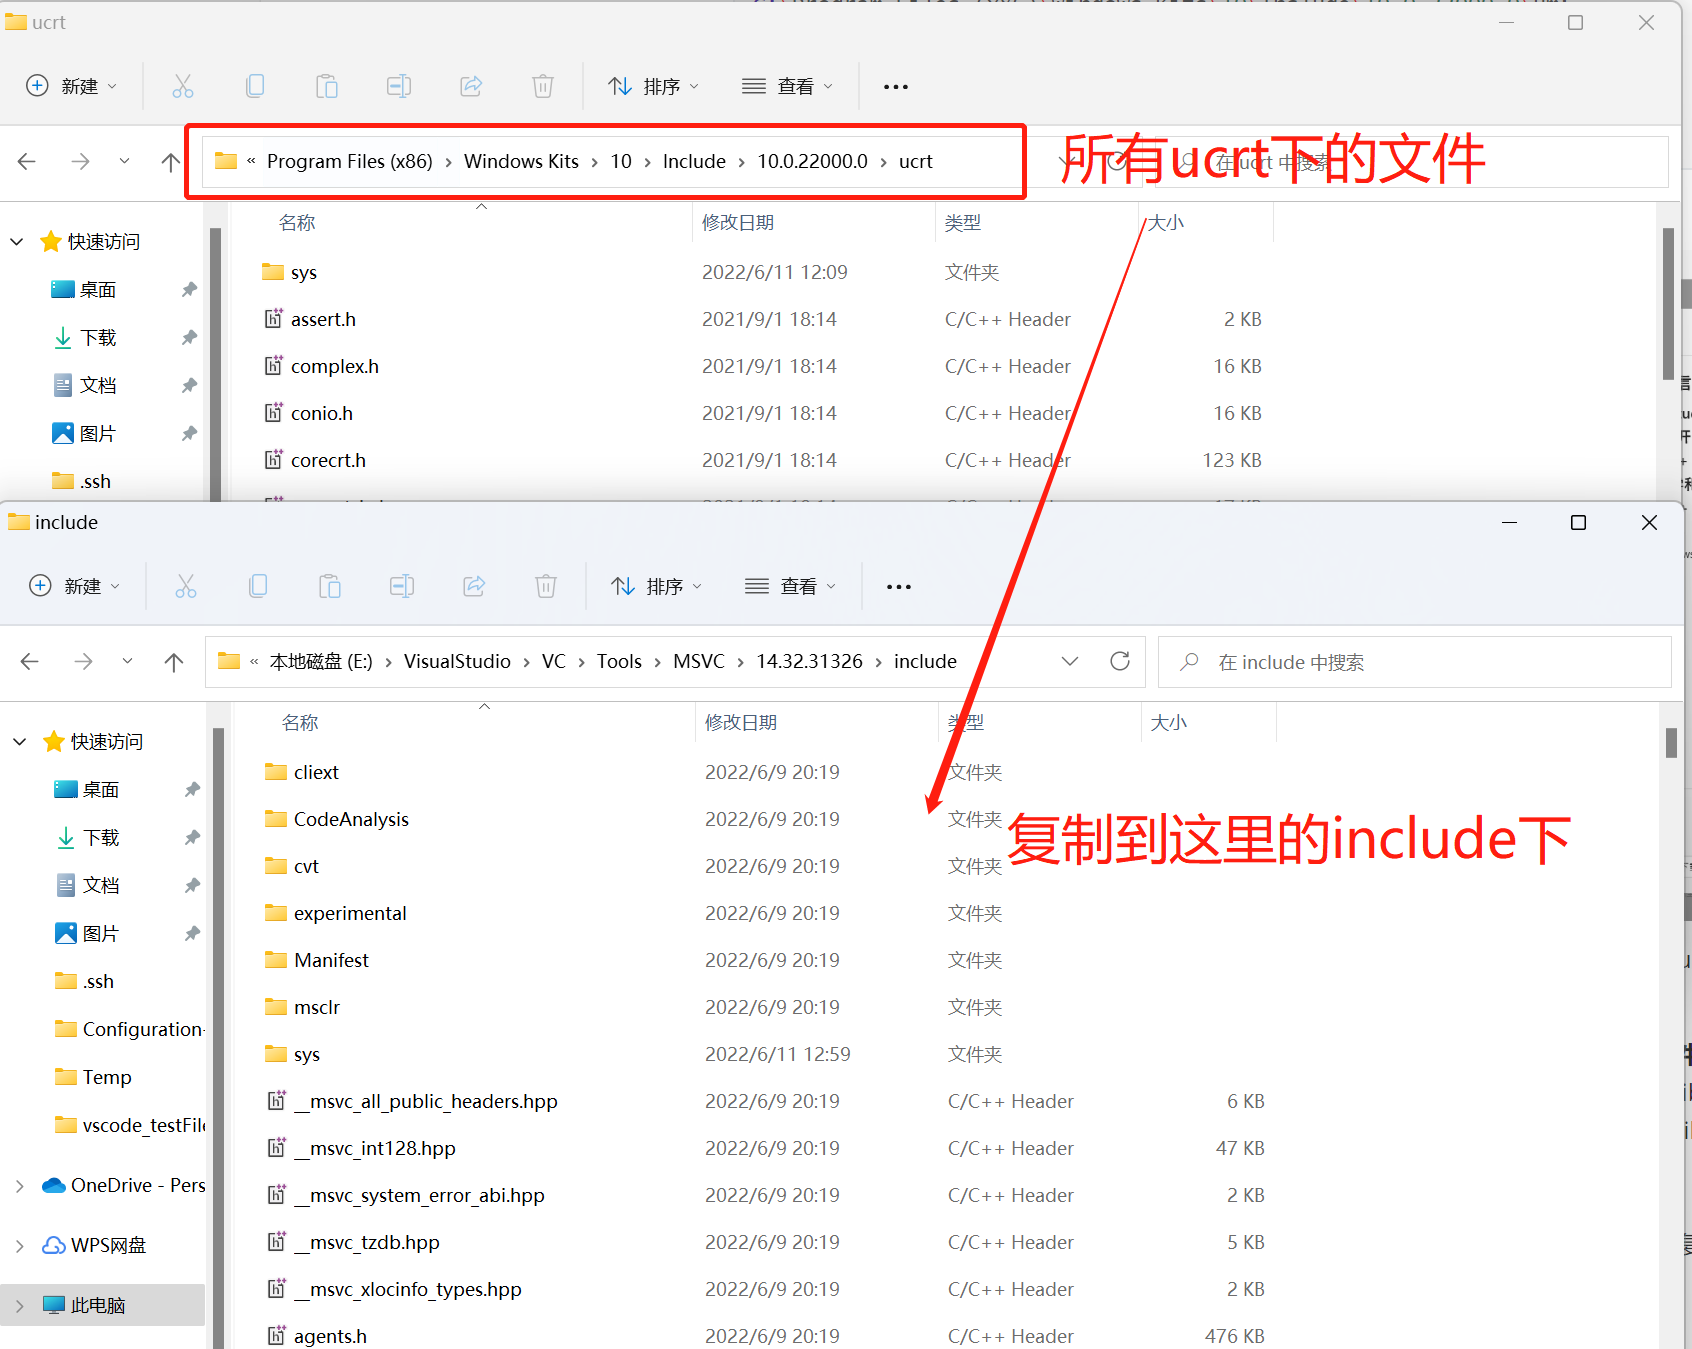 ucrt
新建
排序
查看
« Program Files (x86) › Windows Kits › 10 › Include › 10.0.22000.0 › ucrt
在 ucrt 中搜索
所有ucrt下的文件
名称 修改日期 类型 大小
快速访问
桌面
下载
文档
图片
.ssh
sys 2022/6/11 12:09 文件夹
assert.h 2021/9/1 18:14 C/C++ Header 2 KB
complex.h 2021/9/1 18:14 C/C++ Header 16 KB
conio.h 2021/9/1 18:14 C/C++ Header 16 KB
corecrt.h 2021/9/1 18:14 C/C++ Header 123 KB
include
新建
排序
查看
« 本地磁盘 (E:) › VisualStudio › VC › Tools › MSVC › 14.32.31326 › include
在 include 中搜索
名称 修改日期 类型 大小
快速访问
桌面
下载
文档
图片
.ssh
Configuration-
Temp
vscode_testFile
OneDrive - Pers
WPS网盘
此电脑
cliext 2022/6/9 20:19 文件夹
CodeAnalysis 2022/6/9 20:19 文件夹
复制到这里的include下
cvt 2022/6/9 20:19 文件夹
experimental 2022/6/9 20:19 文件夹
Manifest 2022/6/9 20:19 文件夹
msclr 2022/6/9 20:19 文件夹
sys 2022/6/11 12:59 文件夹
__msvc_all_public_headers.hpp 2022/6/9 20:19 C/C++ Header 6 KB
__msvc_int128.hpp 2022/6/9 20:19 C/C++ Header 47 KB
__msvc_system_error_abi.hpp 2022/6/9 20:19 C/C++ Header 2 KB
__msvc_tzdb.hpp 2022/6/9 20:19 C/C++ Header 5 KB
__msvc_xlocinfo_types.hpp 2022/6/9 20:19 C/C++ Header 2 KB
agents.h 2022/6/9 20:19 C/C++ Header 476 KB